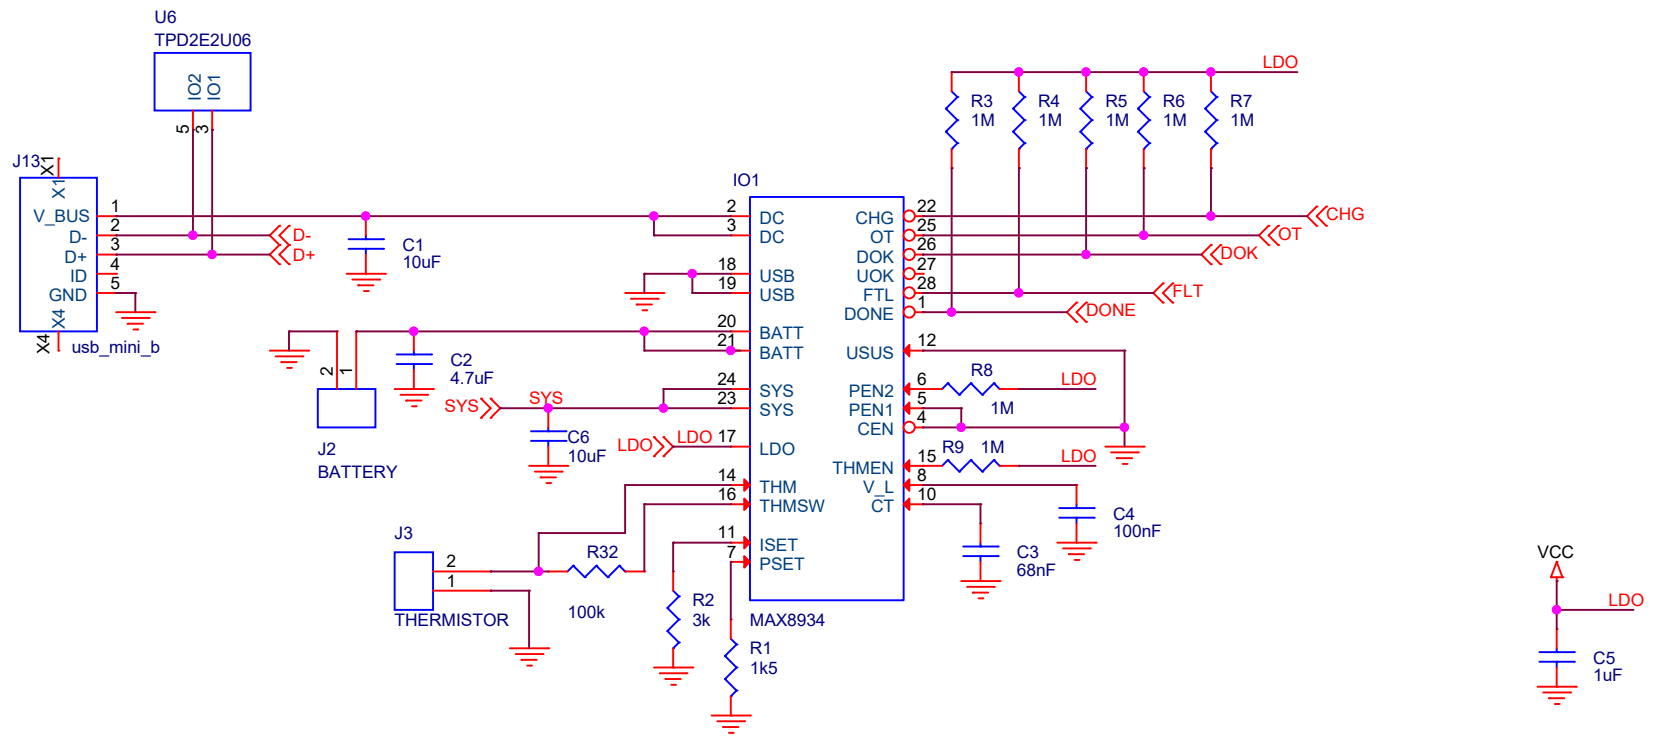 U6
TPD2E2U06
IO2
IO1
5
3
J13
X1
X1
V_BUS
1
D-
2
D+
3
ID
4
GND
5
X4
X4
usb_mini_b
D-
D+
C1
10uF
2
1
J2
BATTERY
C2
4.7uF
SYS
SYS
C6
10uF
LDO
LDO
J3
2
1
THERMISTOR
R32
100k
R2
3k
R1
1k5
IO1
2
DC
3
DC
18
USB
19
USB
20
BATT
21
BATT
24
SYS
23
SYS
17
LDO
14
THM
16
THMSW
11
ISET
7
PSET
MAX8934
CHG
22
OT
25
DOK
26
UOK
27
FTL
28
DONE
1
USUS
12
PEN2
6
PEN1
5
CEN
4
THMEN
15
V_L
8
CT
10
LDO
R3
1M
R4
1M
R5
1M
R6
1M
R7
1M
CHG
OT
DOK
FLT
DONE
R8
1M
LDO
R9
1M
LDO
C4
100nF
C3
68nF
VCC
LDO
C5
1uF